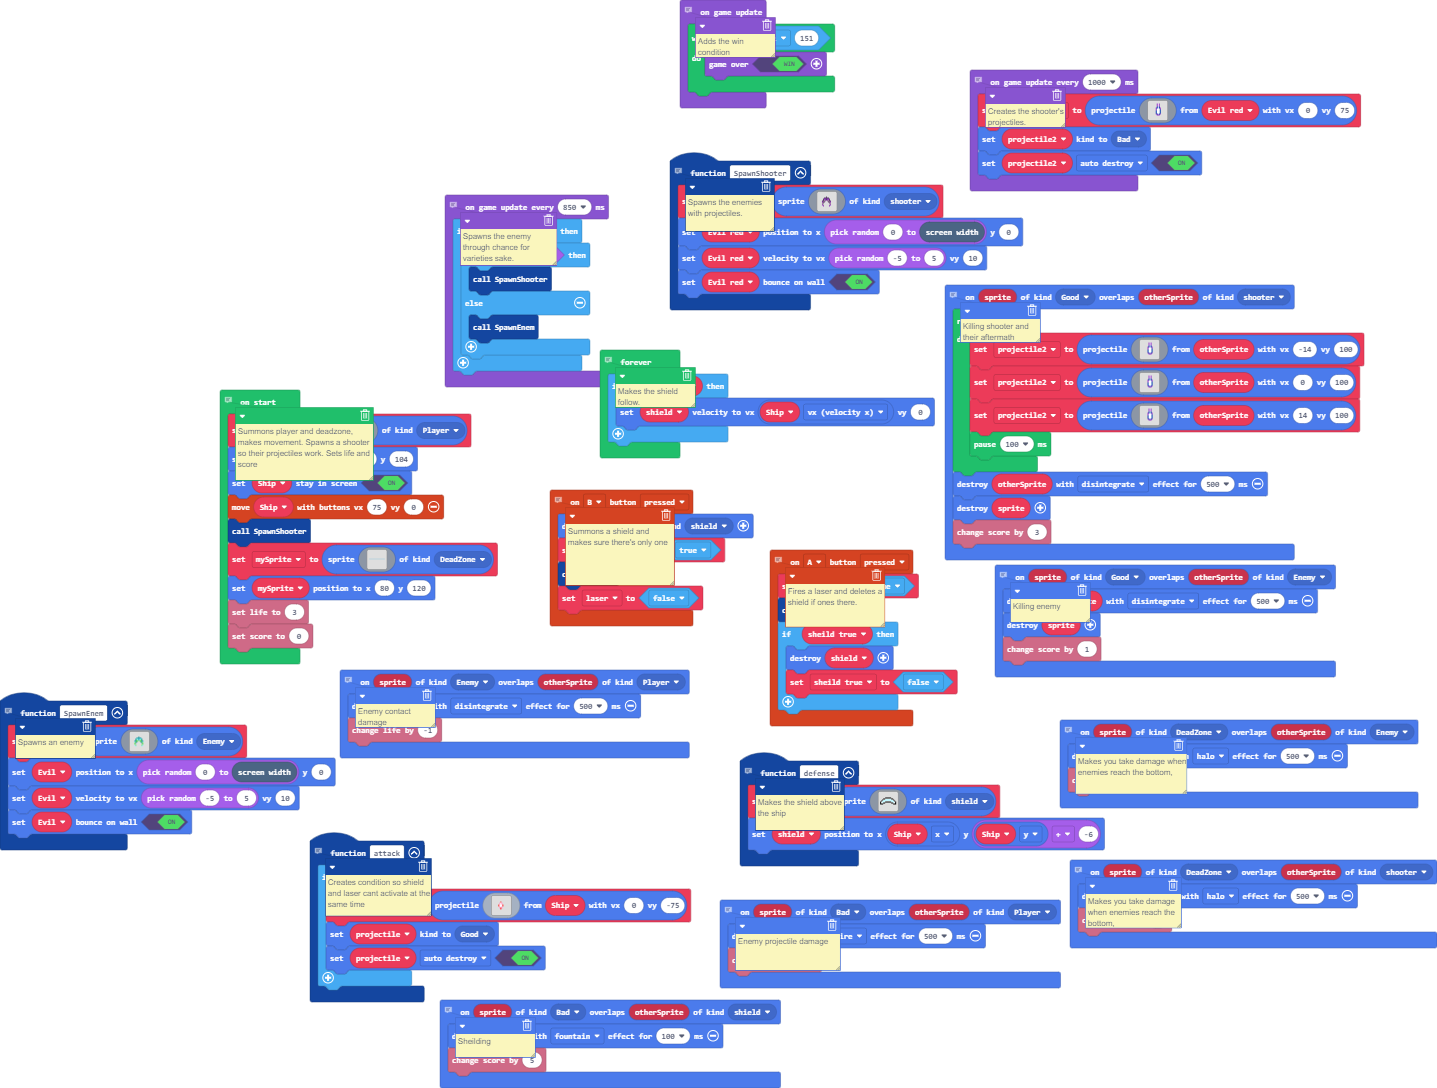 on game update
Adds the win
condition
151
do
game over WIN
on game update every 1000 ms
Creates the shooter's
projectiles.
to projectile from Evil red with vx 0 vy 75
set projectile2 kind to Bad
set projectile2 auto destroy ON
function SpawnShooter
Spawns the enemies
with projectiles.
sprite of kind shooter
set Evil red position to x pick random 0 to screen width y 0
set Evil red velocity to vx pick random -5 to 5 vy 10
set Evil red bounce on wall ON
on game update every 850 ms
Spawns the enemy
through chance for
varieties sake.
then
then
call SpawnShooter
else
call SpawnEnem
on sprite of kind Good overlaps otherSprite of kind shooter
Killing shooter and
their aftermath
set projectile2 to projectile from otherSprite with vx -14 vy 100
set projectile2 to projectile from otherSprite with vx 0 vy 100
set projectile2 to projectile from otherSprite with vx 14 vy 100
pause 100 ms
destroy otherSprite with disintegrate effect for 500 ms
destroy sprite
change score by 3
forever
Makes the shield
follow.
then
set shield velocity to vx Ship vx (velocity x) vy 0
on start
Summons player and deadzone,
makes movement. Spawns a shooter
so their projectiles work. Sets life and
score
of kind Player
y 104
set Ship stay in screen ON
move Ship with buttons vx 75 vy 0
call SpawnShooter
set mySprite to sprite of kind DeadZone
set mySprite position to x 80 y 120
set life to 3
set score to 0
on B button pressed
Summons a shield and
makes sure there's only one
shield
true
set laser to false
on A button pressed
Fires a laser and deletes a
shield if ones there.
if sheild true then
destroy shield
set sheild true to false
on sprite of kind Good overlaps otherSprite of kind Enemy
Killing enemy
with disintegrate effect for 500 ms
destroy sprite
change score by 1
on sprite of kind Enemy overlaps otherSprite of kind Player
Enemy contact
damage
with disintegrate effect for 500 ms
change life by -1
function SpawnEnem
Spawns an enemy
sprite of kind Enemy
set Evil position to x pick random 0 to screen width y 0
set Evil velocity to vx pick random -5 to 5 vy 10
set Evil bounce on wall ON
on sprite of kind DeadZone overlaps otherSprite of kind Enemy
Makes you take damage when
enemies reach the bottom,
halo effect for 500 ms
function defense
Makes the shield above
the ship
sprite of kind shield
set shield position to x Ship x y Ship y + -6
function attack
Creates condition so shield
and laser cant activate at the
same time
projectile from Ship with vx 0 vy -75
set projectile kind to Good
set projectile auto destroy ON
on sprite of kind DeadZone overlaps otherSprite of kind shooter
Makes you take damage
when enemies reach the
bottom,
with halo effect for 500 ms
on sprite of kind Bad overlaps otherSprite of kind Player
Enemy projectile damage
effect for 500 ms
on sprite of kind Bad overlaps otherSprite of kind shield
Sheilding
fountain effect for 100 ms
change score by 5